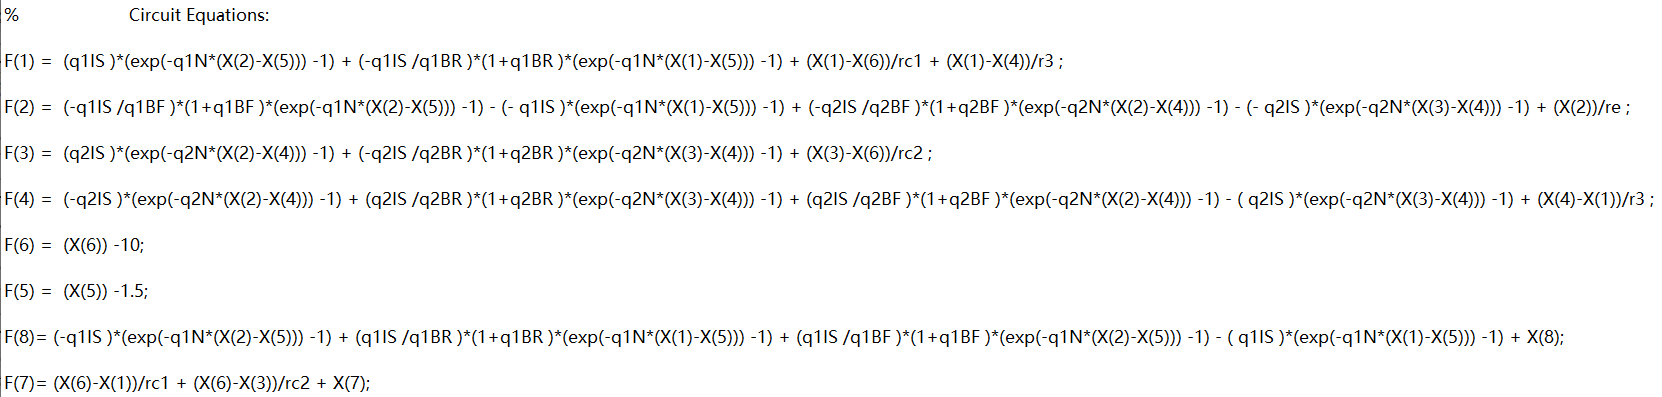 % Circuit Equations:
F(1) = (q1IS )*(exp(-q1N*(X(2)-X(5))) -1) + (-q1IS /q1BR )*(1+q1BR )*(exp(-q1N*(X(1)-X(5))) -1) + (X(1)-X(6))/rc1 + (X(1)-X(4))/r3 ;
F(2) = (-q1IS /q1BF )*(1+q1BF )*(exp(-q1N*(X(2)-X(5))) -1) - (- q1IS )*(exp(-q1N*(X(1)-X(5))) -1) + (-q2IS /q2BF )*(1+q2BF )*(exp(-q2N*(X(2)-X(4))) -1) - (- q2IS )*(exp(-q2N*(X(3)-X(4))) -1) + (X(2))/re ;
F(3) = (q2IS )*(exp(-q2N*(X(2)-X(4))) -1) + (-q2IS /q2BR )*(1+q2BR )*(exp(-q2N*(X(3)-X(4))) -1) + (X(3)-X(6))/rc2 ;
F(4) = (-q2IS )*(exp(-q2N*(X(2)-X(4))) -1) + (q2IS /q2BR )*(1+q2BR )*(exp(-q2N*(X(3)-X(4))) -1) + (q2IS /q2BF )*(1+q2BF )*(exp(-q2N*(X(2)-X(4))) -1) - ( q2IS )*(exp(-q2N*(X(3)-X(4))) -1) + (X(4)-X(1))/r3 ;
F(6) = (X(6)) -10;
F(5) = (X(5)) -1.5;
F(8)= (-q1IS )*(exp(-q1N*(X(2)-X(5))) -1) + (q1IS /q1BR )*(1+q1BR )*(exp(-q1N*(X(1)-X(5))) -1) + (q1IS /q1BF )*(1+q1BF )*(exp(-q1N*(X(2)-X(5))) -1) - ( q1IS )*(exp(-q1N*(X(1)-X(5))) -1) + X(8);
F(7)= (X(6)-X(1))/rc1 + (X(6)-X(3))/rc2 + X(7);